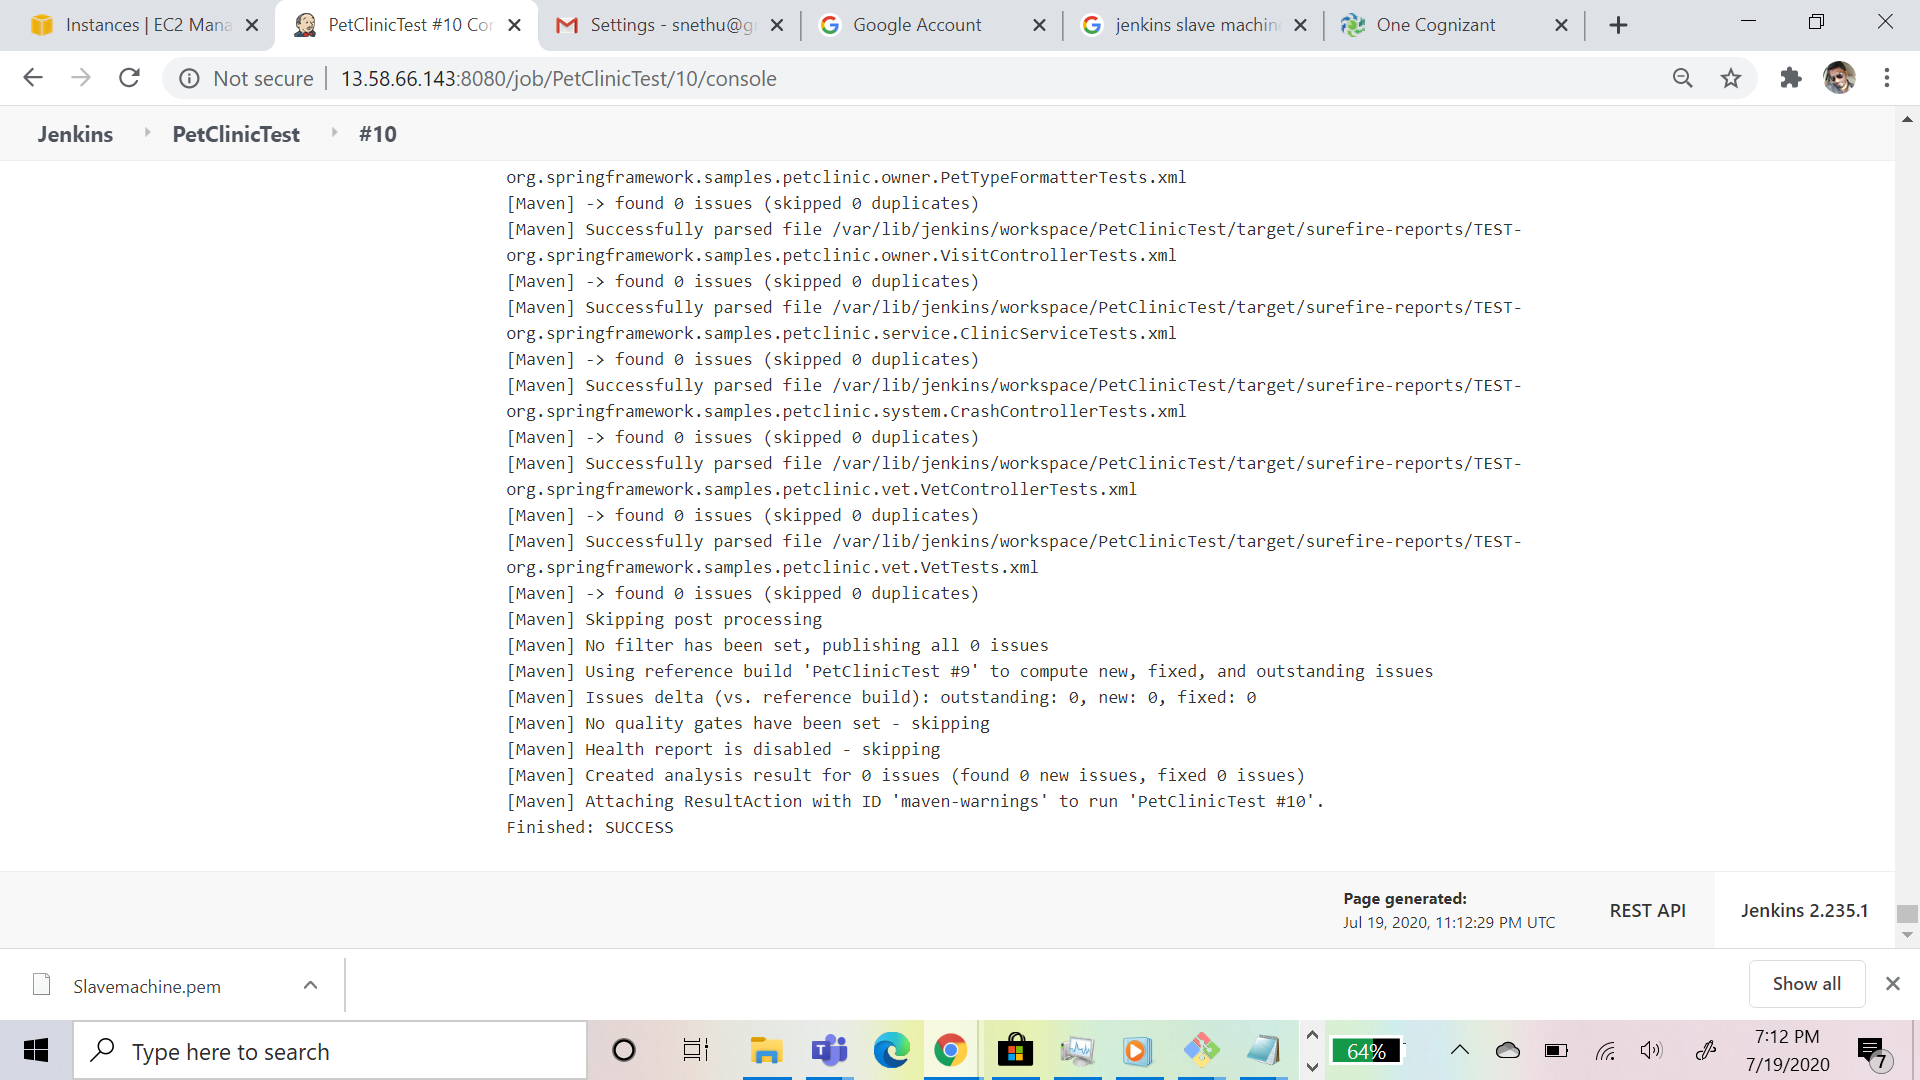 Instances | EC2 Mana
PetClinicTest #10 Co
Settings - snethu@g
Google Account
jenkins slave machin
One Cognizant
Not secure
13.58.66.143:8080/job/PetClinicTest/10/console
Jenkins
PetClinicTest
#10
org.springframework.samples.petclinic.owner.PetTypeFormatterTests.xml
[Maven] -> found 0 issues (skipped 0 duplicates)
[Maven] Successfully parsed file /var/lib/jenkins/workspace/PetClinicTest/target/surefire-reports/TEST-
org.springframework.samples.petclinic.owner.VisitControllerTests.xml
[Maven] -> found 0 issues (skipped 0 duplicates)
[Maven] Successfully parsed file /var/lib/jenkins/workspace/PetClinicTest/target/surefire-reports/TEST-
org.springframework.samples.petclinic.service.ClinicServiceTests.xml
[Maven] -> found 0 issues (skipped 0 duplicates)
[Maven] Successfully parsed file /var/lib/jenkins/workspace/PetClinicTest/target/surefire-reports/TEST-
org.springframework.samples.petclinic.system.CrashControllerTests.xml
[Maven] -> found 0 issues (skipped 0 duplicates)
[Maven] Successfully parsed file /var/lib/jenkins/workspace/PetClinicTest/target/surefire-reports/TEST-
org.springframework.samples.petclinic.vet.VetControllerTests.xml
[Maven] -> found 0 issues (skipped 0 duplicates)
[Maven] Successfully parsed file /var/lib/jenkins/workspace/PetClinicTest/target/surefire-reports/TEST-
org.springframework.samples.petclinic.vet.VetTests.xml
[Maven] -> found 0 issues (skipped 0 duplicates)
[Maven] Skipping post processing
[Maven] No filter has been set, publishing all 0 issues
[Maven] Using reference build 'PetClinicTest #9' to compute new, fixed, and outstanding issues
[Maven] Issues delta (vs. reference build): outstanding: 0, new: 0, fixed: 0
[Maven] No quality gates have been set - skipping
[Maven] Health report is disabled - skipping
[Maven] Created analysis result for 0 issues (found 0 new issues, fixed 0 issues)
[Maven] Attaching ResultAction with ID 'maven-warnings' to run 'PetClinicTest #10'.
Finished: SUCCESS
Page generated:
Jul 19, 2020, 11:12:29 PM UTC
REST API
Jenkins 2.235.1
Slavemachine.pem
Show all
Type here to search
64%
7:12 PM
7/19/2020
7